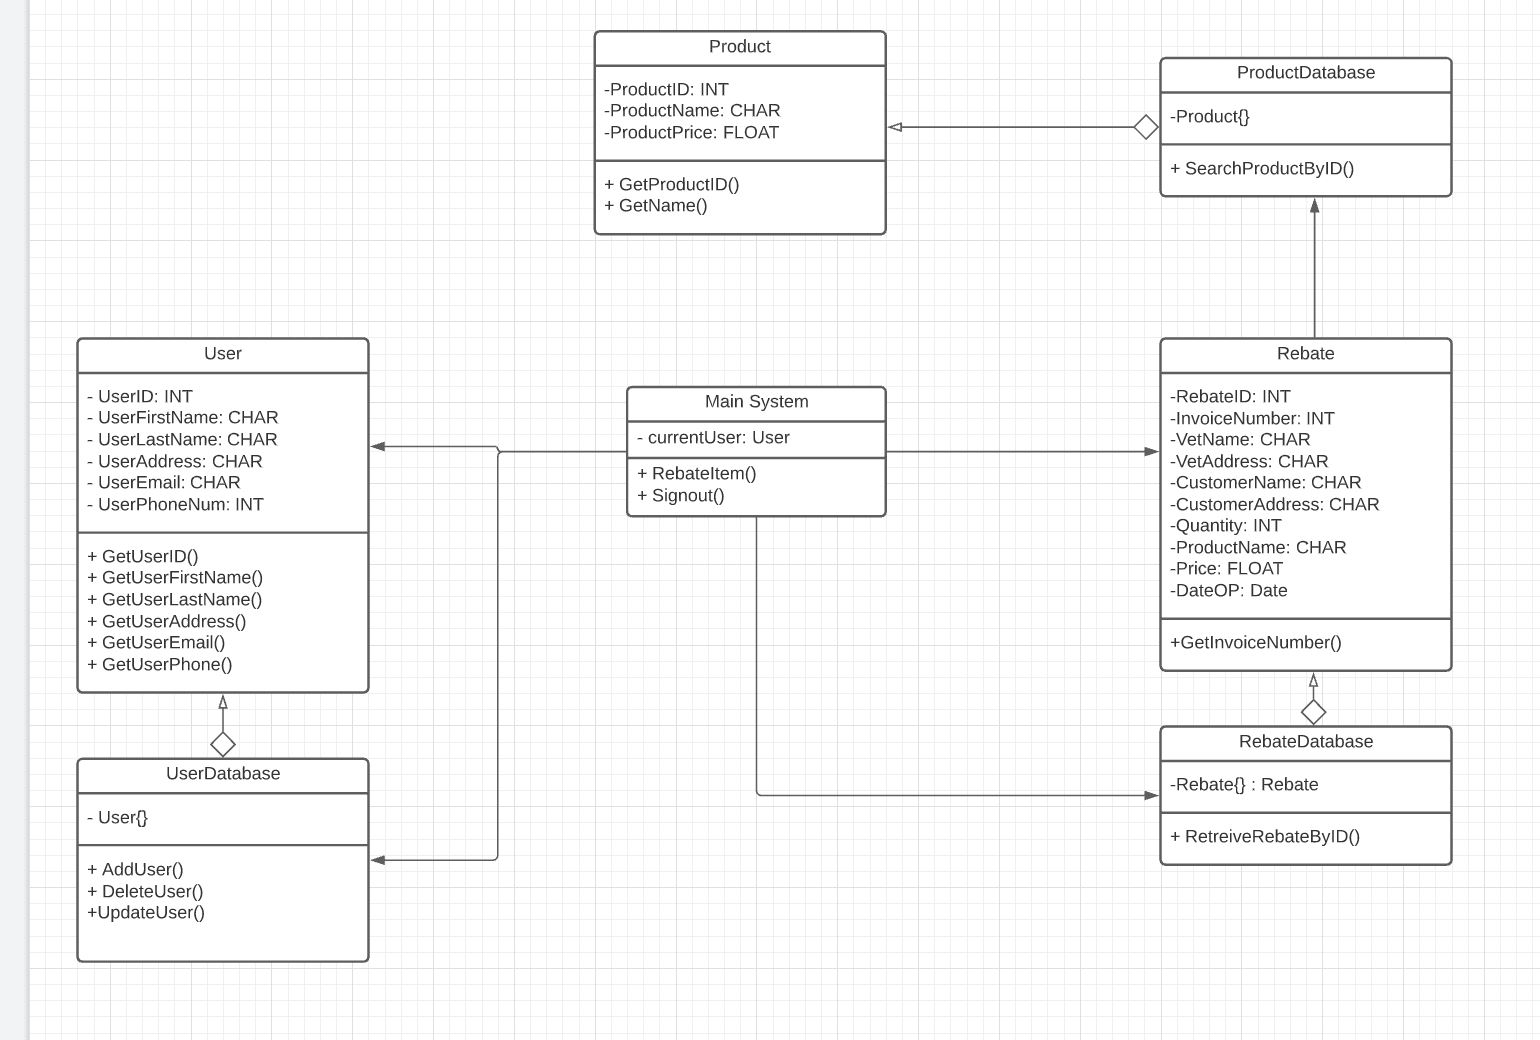 Product
-ProductID: INT
-ProductName: CHAR
-ProductPrice: FLOAT
+ GetProductID()
+ GetName()
ProductDatabase
-Product{}
+ SearchProductByID()
User
- UserID: INT
- UserFirstName: CHAR
- UserLastName: CHAR
- UserAddress: CHAR
- UserEmail: CHAR
- UserPhoneNum: INT
+ GetUserID()
+ GetUserFirstName()
+ GetUserLastName()
+ GetUserAddress()
+ GetUserEmail()
+ GetUserPhone()
Main System
- currentUser: User
+ RebateItem()
+ Signout()
Rebate
-RebateID: INT
-InvoiceNumber: INT
-VetName: CHAR
-VetAddress: CHAR
-CustomerName: CHAR
-CustomerAddress: CHAR
-Quantity: INT
-ProductName: CHAR
-Price: FLOAT
-DateOP: Date
+GetInvoiceNumber()
UserDatabase
- User{}
+ AddUser()
+ DeleteUser()
+UpdateUser()
RebateDatabase
-Rebate{} : Rebate
+ RetreiveRebateByID()